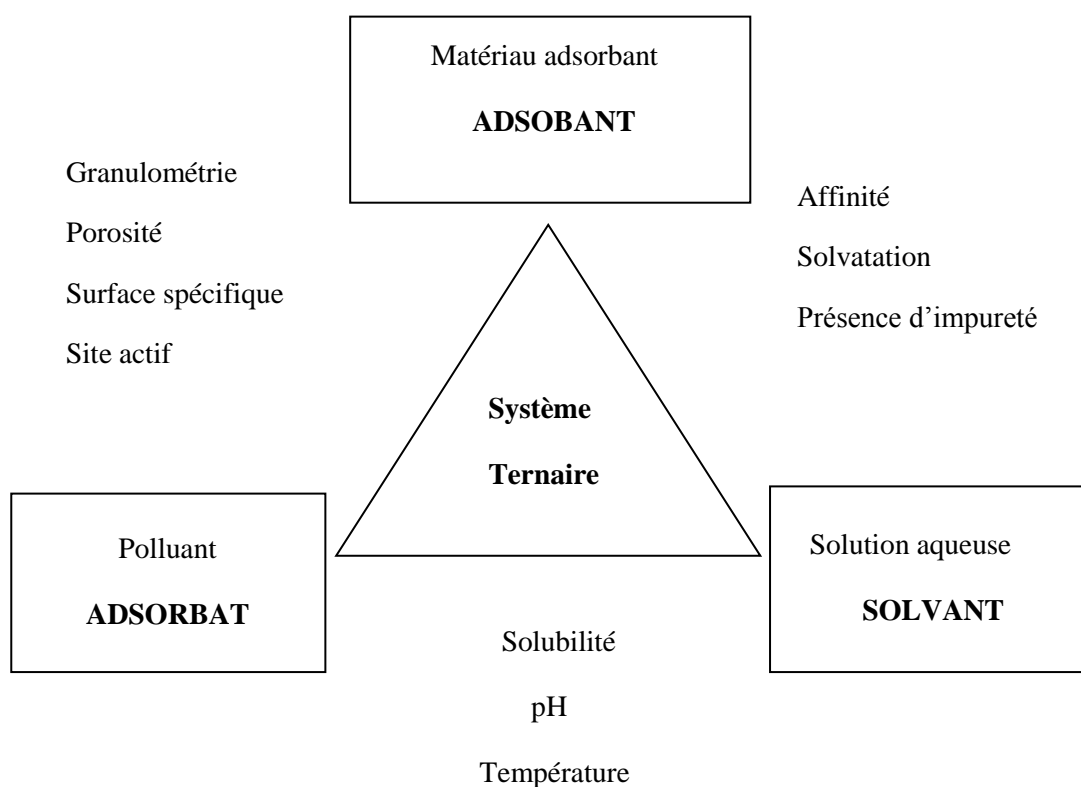 Matériau adsorbant
ADSOBANT
Granulométrie
Porosité
Surface spécifique
Site actif
Affinité
Solvatation
Présence d’impureté
Système
Ternaire
Polluant
ADSORBAT
Solution aqueuse
SOLVANT
Solubilité
pH
Température